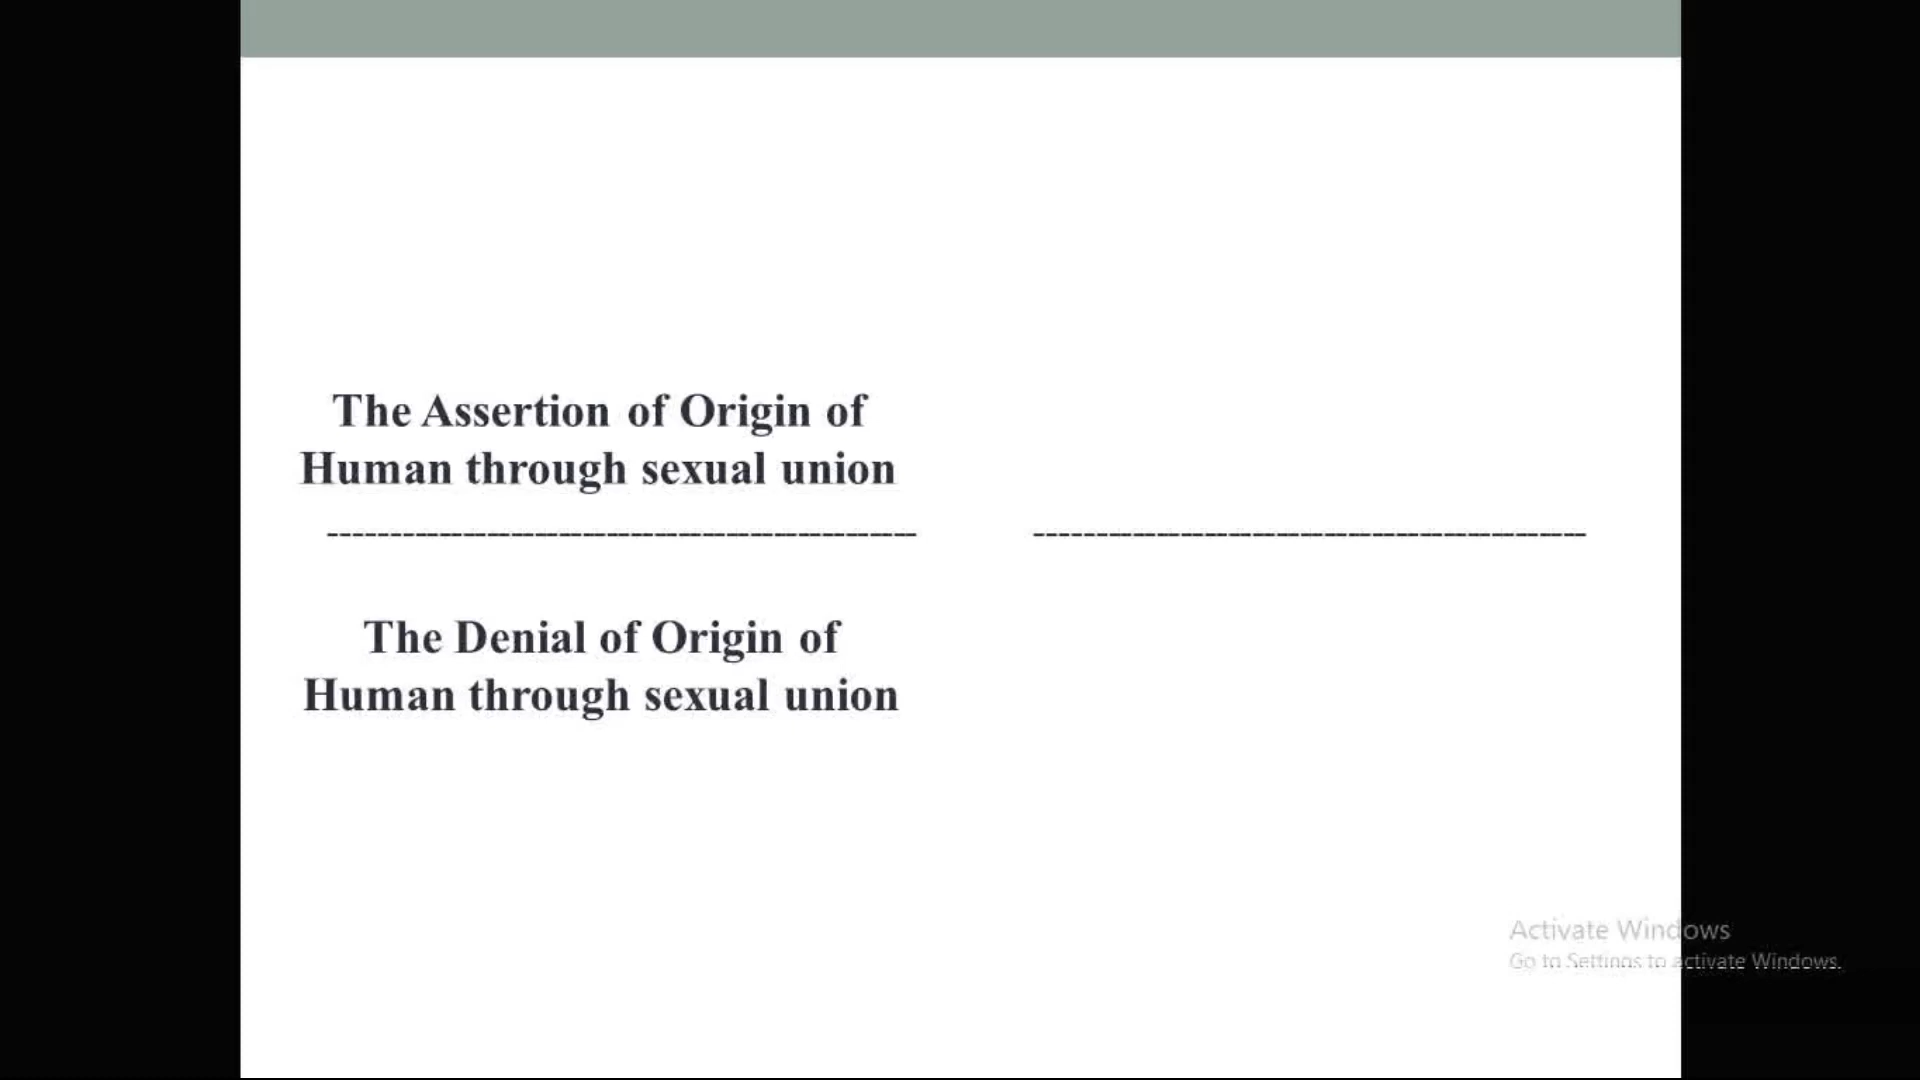 The Assertion of Origin of
Human through sexual union
------------------------------------------------ ---------------------------------------------
The Denial of Origin of
Human through sexual union
Activate Windows
Go to Settings to activate Windows.